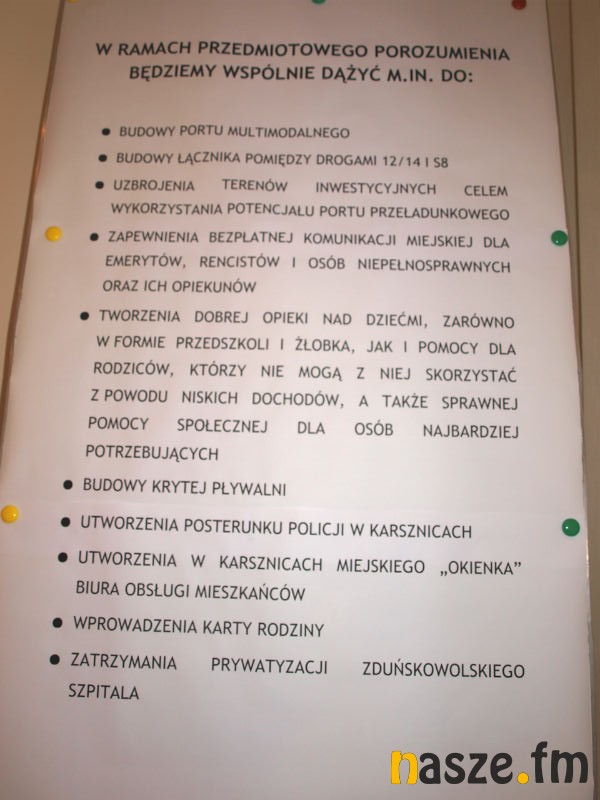 W RAMACH PRZEDMIOTOWEGO POROZUMIENIA
BĘDZIEMY WSPÓLNIE DĄŻYĆ M.IN. DO:
● BUDOWY PORTU MULTIMODALNEGO
● BUDOWY ŁĄCZNIKA POMIĘDZY DROGAMI 12/14 I S8
● UZBROJENIA TERENÓW INWESTYCYJNYCH CELEM
WYKORZYSTANIA POTENCJAŁU PORTU PRZEŁADUNKOWEGO
● ZAPEWNIENIA BEZPŁATNEJ KOMUNIKACJI MIEJSKIEJ DLA
EMERYTÓW, RENCISTÓW I OSÓB NIEPEŁNOSPRAWNYCH
ORAZ ICH OPIEKUNÓW
● TWORZENIA DOBREJ OPIEKI NAD DZIEĆMI, ZARÓWNO
W FORMIE PRZEDSZKOLI I ŻŁOBKA, JAK I POMOCY DLA
RODZICÓW, KTÓRZY NIE MOGĄ Z NIEJ SKORZYSTAĆ
Z POWODU NISKICH DOCHODÓW, A TAKŻE SPRAWNEJ
POMOCY SPOŁECZNEJ DLA OSÓB NAJBARDZIEJ
POTRZEBUJĄCYCH
● BUDOWY KRYTEJ PŁYWALNI
● UTWORZENIA POSTERUNKU POLICJI W KARSZNICACH
● UTWORZENIA W KARSZNICACH MIEJSKIEGO „OKIENKA”
BIURA OBSŁUGI MIESZKAŃCÓW
● WPROWADZENIA KARTY RODZINY
● ZATRZYMANIA PRYWATYZACJI ZDUŃSKOWOLSKIEGO
SZPITALA
nasze.fm